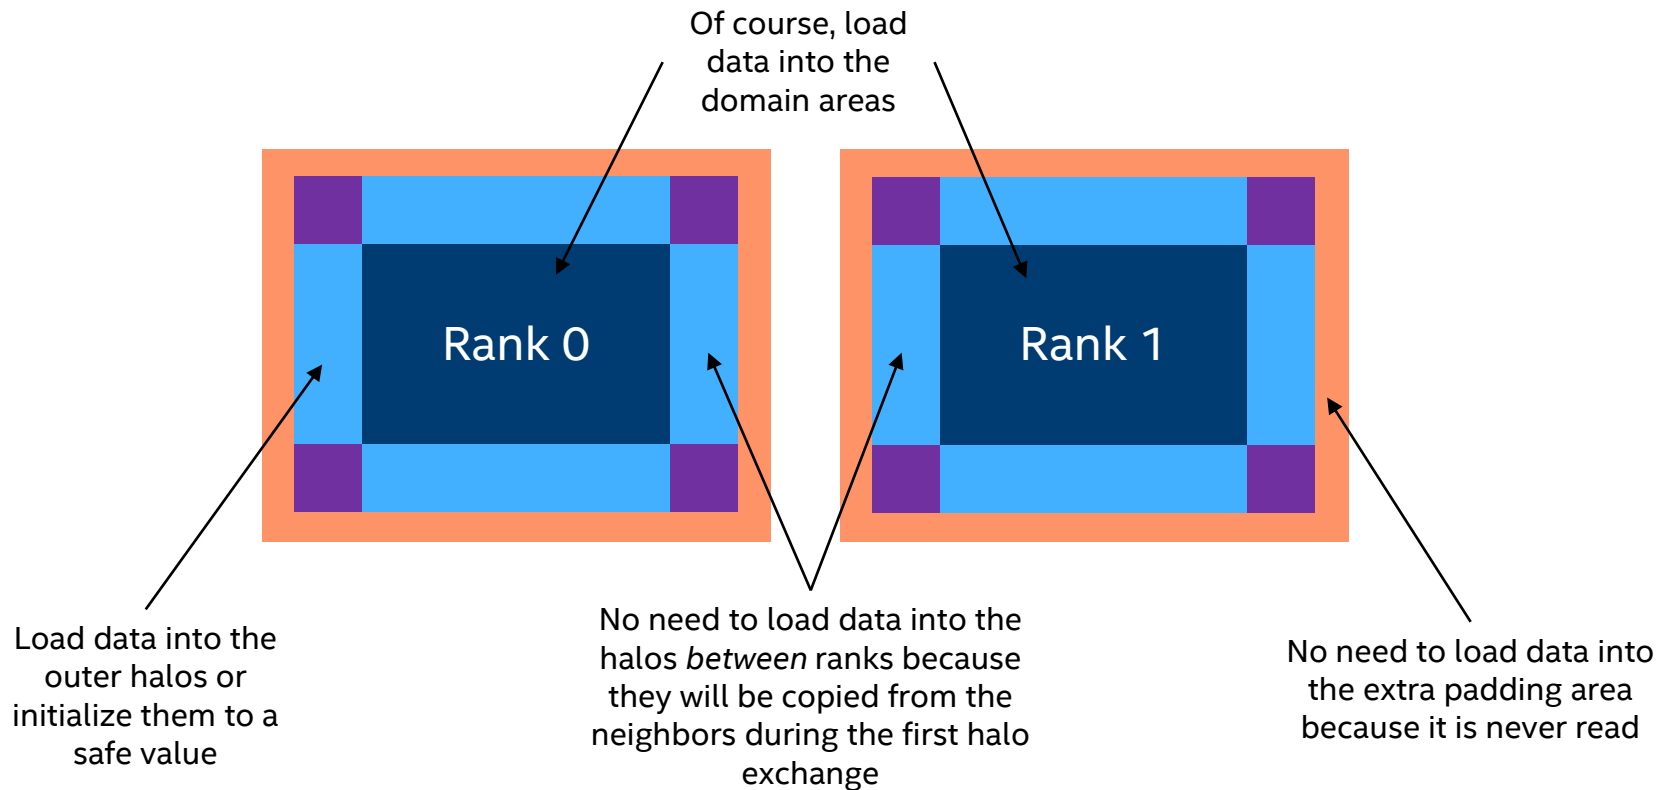 Of course, load
data into the
domain areas
Rank 0
Rank 1
Load data into the
outer halos or
initialize them to a
safe value
No need to load data into the
halos between ranks because
they will be copied from the
neighbors during the first halo
exchange
No need to load data into
the extra padding area
because it is never read